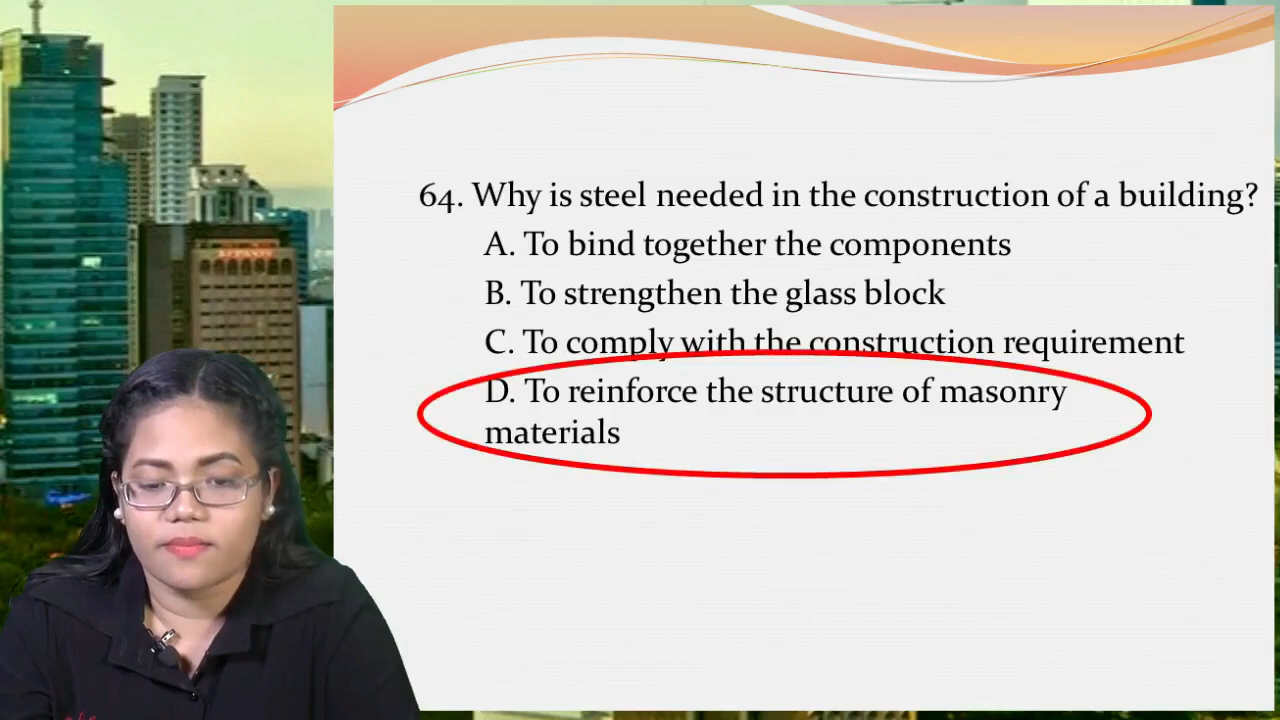 64. Why is steel needed in the construction of a building?
A. To bind together the components
B. To strengthen the glass block
C. To comply with the construction requirement
D. To reinforce the structure of masonry
materials